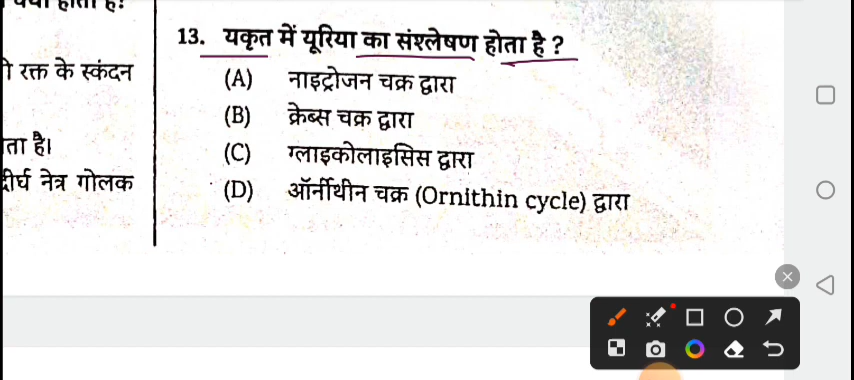 होता है?
रक्त के स्कंदन
ता है।
दीर्घ नेत्र गोलक
13. यकृत में यूरिया का संश्लेषण होता है ?
(A) नाइट्रोजन चक्र द्वारा
(B) क्रेब्स चक्र द्वारा
(C) ग्लाइकोलाइसिस द्वारा
(D) ऑर्नीथीन चक्र (Ornithin cycle) द्वारा